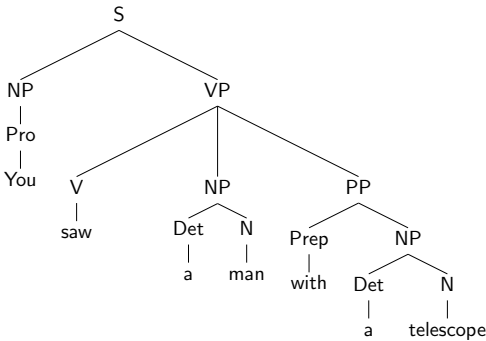 S
NP VP
Pro
You
V NP PP
saw
Det N Prep NP
a man with
Det N
a telescope